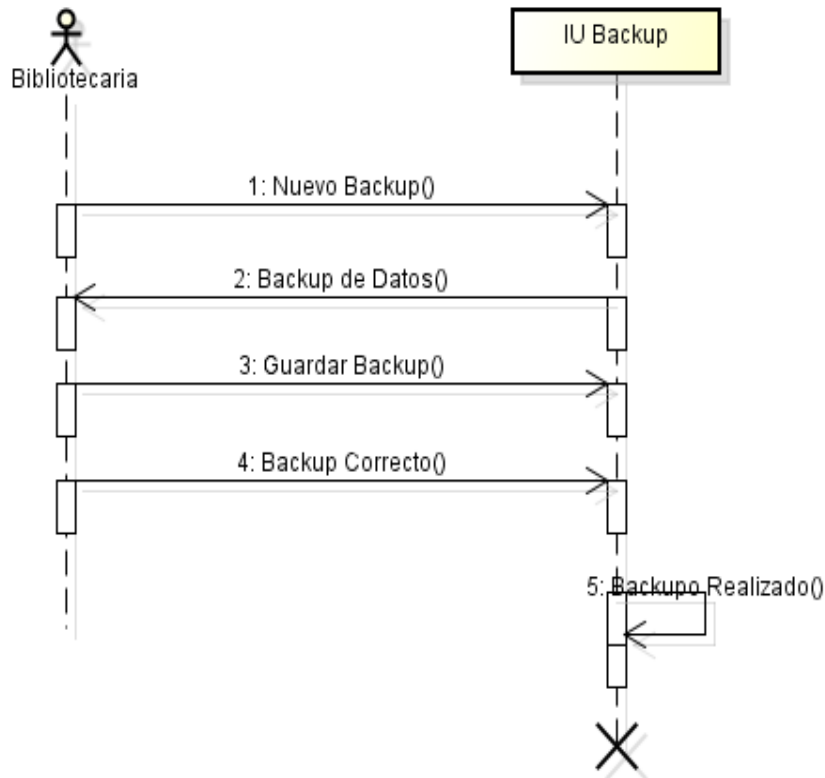 Bibliotecaria
IU Backup
1: Nuevo Backup()
2: Backup de Datos()
3: Guardar Backup()
4: Backup Correcto()
5: Backupo Realizado()